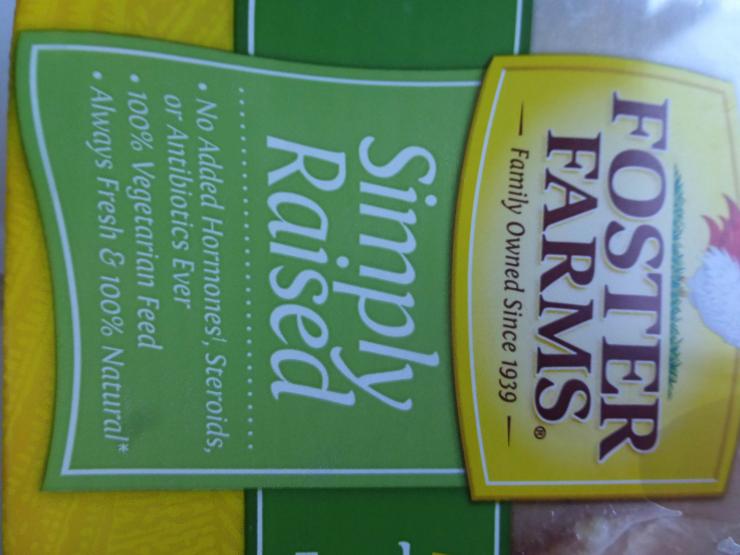 FOSTER
FARMS®
Family Owned Since 1939
Simply
Raised
• No Added Hormones†, Steroids,
or Antibiotics Ever
• 100% Vegetarian Feed
• Always Fresh & 100% Natural*